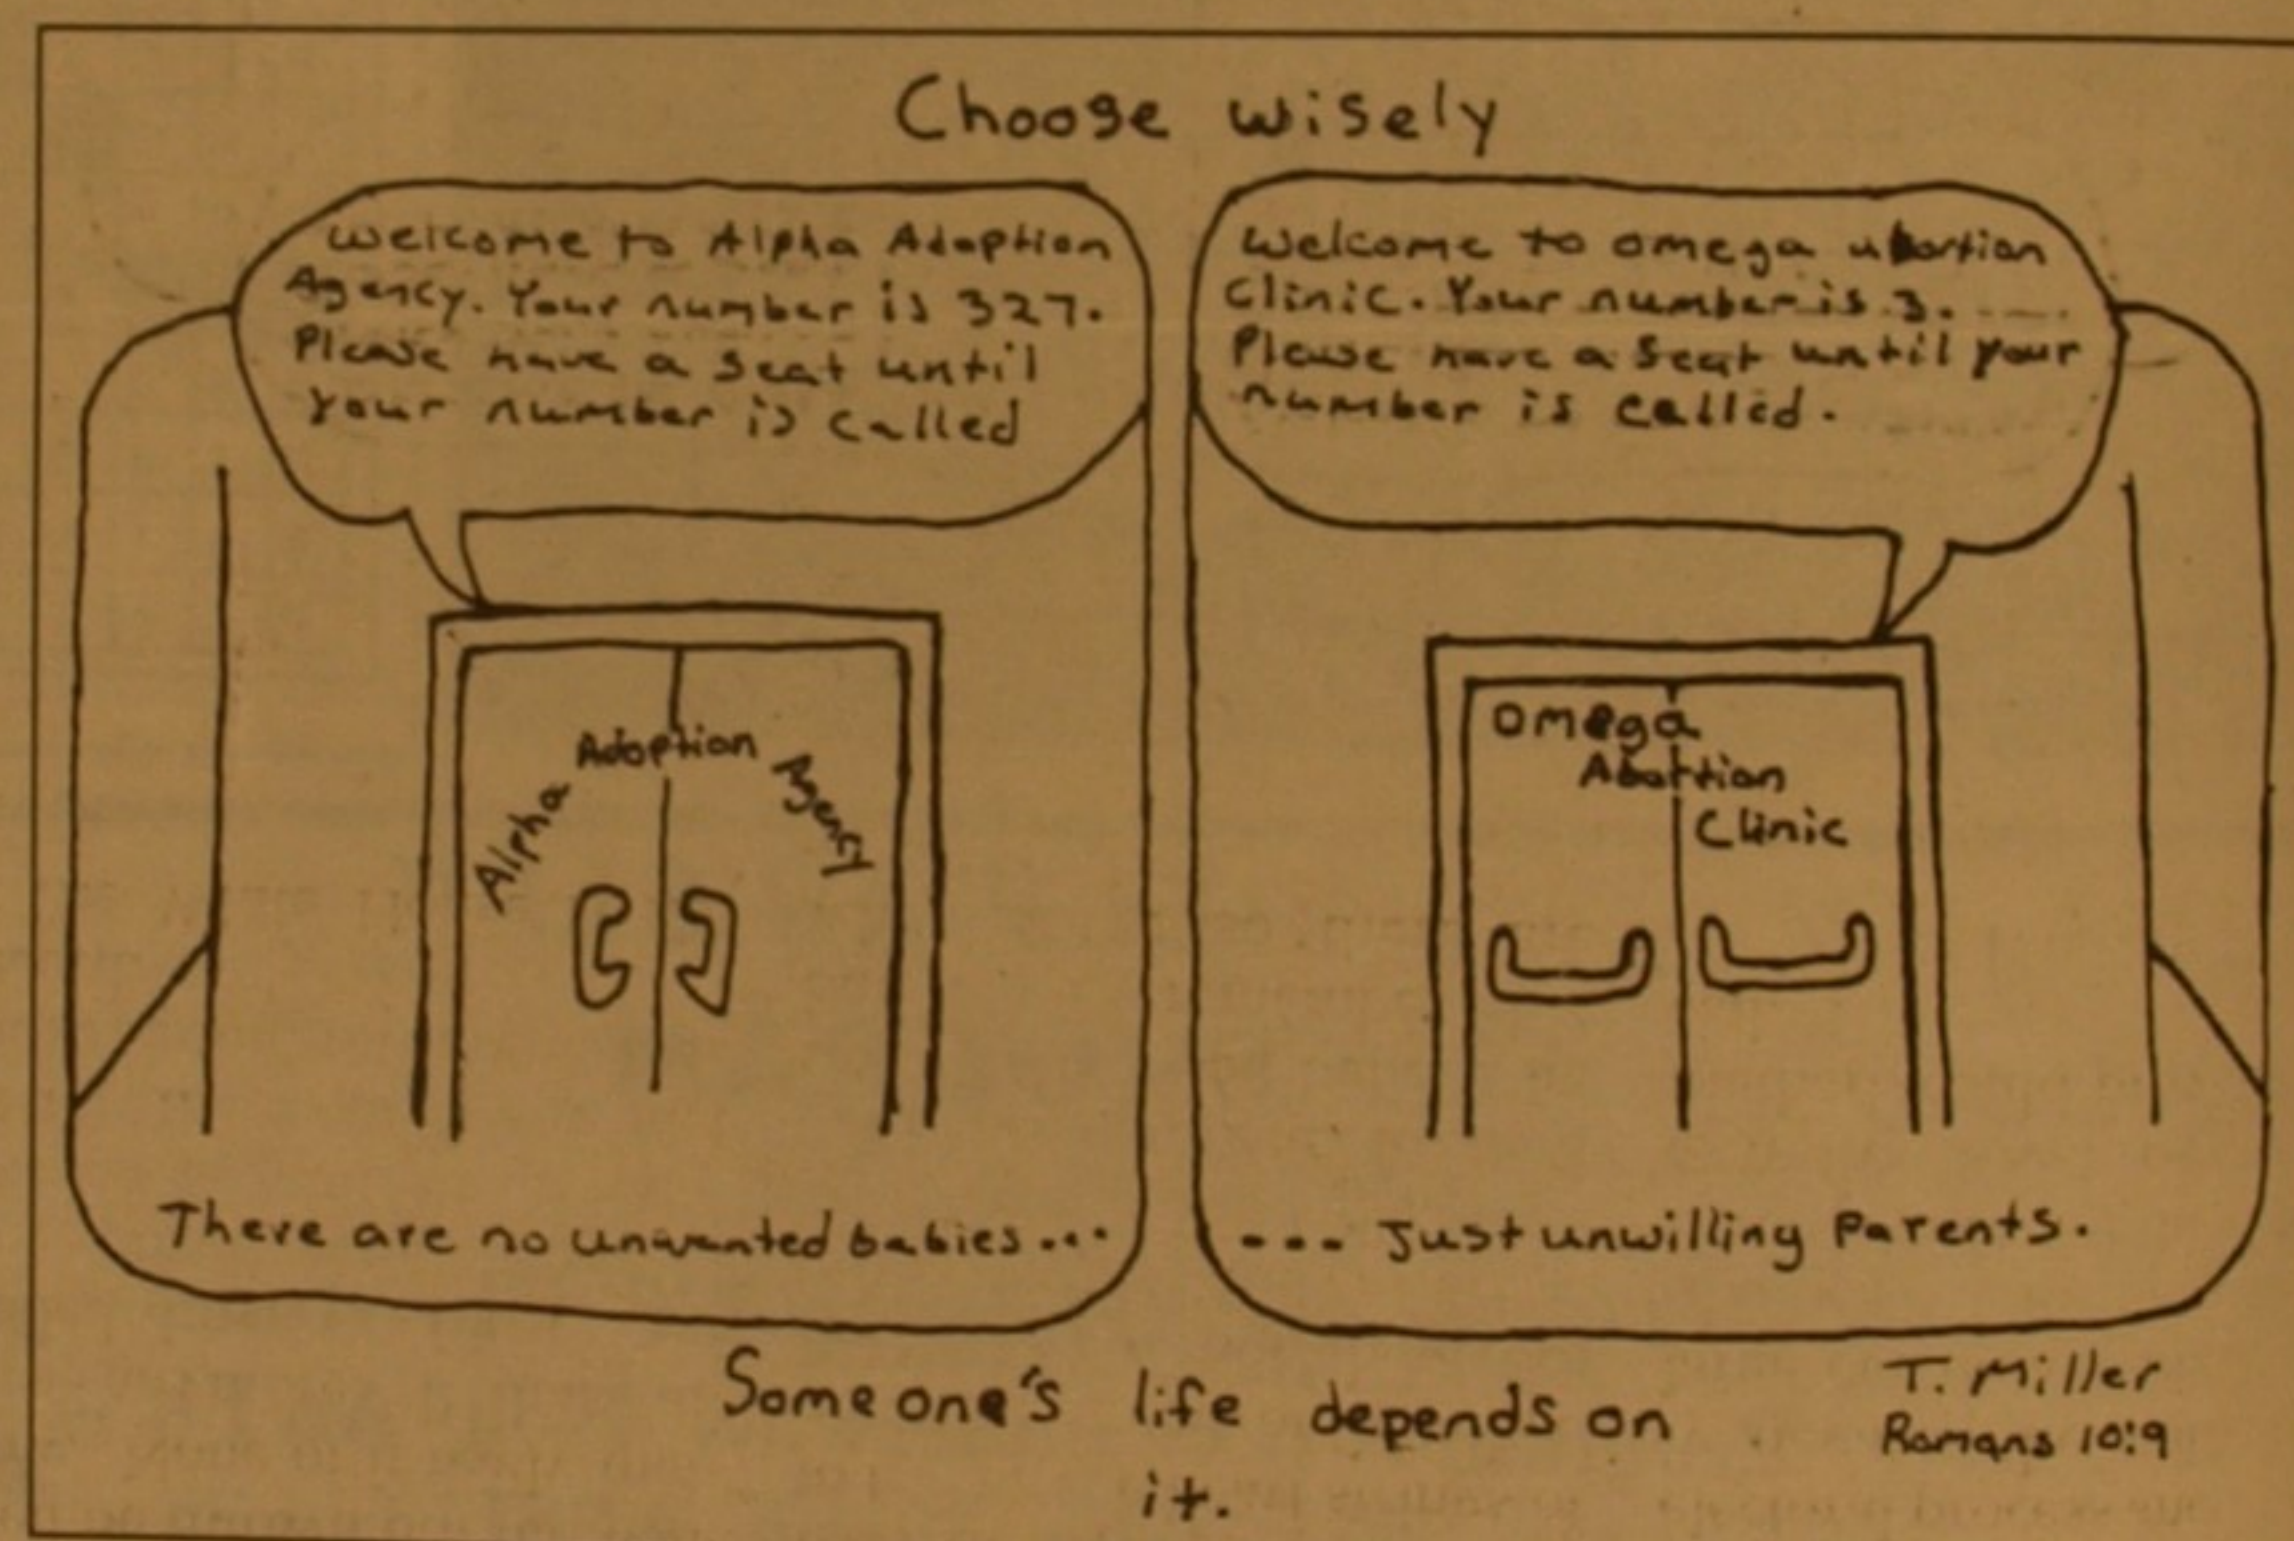 Choose wisely
Welcome to Alpha Adoption
Agency. Your number is 327.
Please have a seat until
your number is called
Welcome to omega abortion
Clinic. Your number is 3.
Please have a seat until your
number is called.
Alpha Adoption Agency
Omega
Abortion
Clinic
There are no unwanted babies...
... Just unwilling Parents.
Someone's life depends on
it.
T. Miller
Romans 10:9